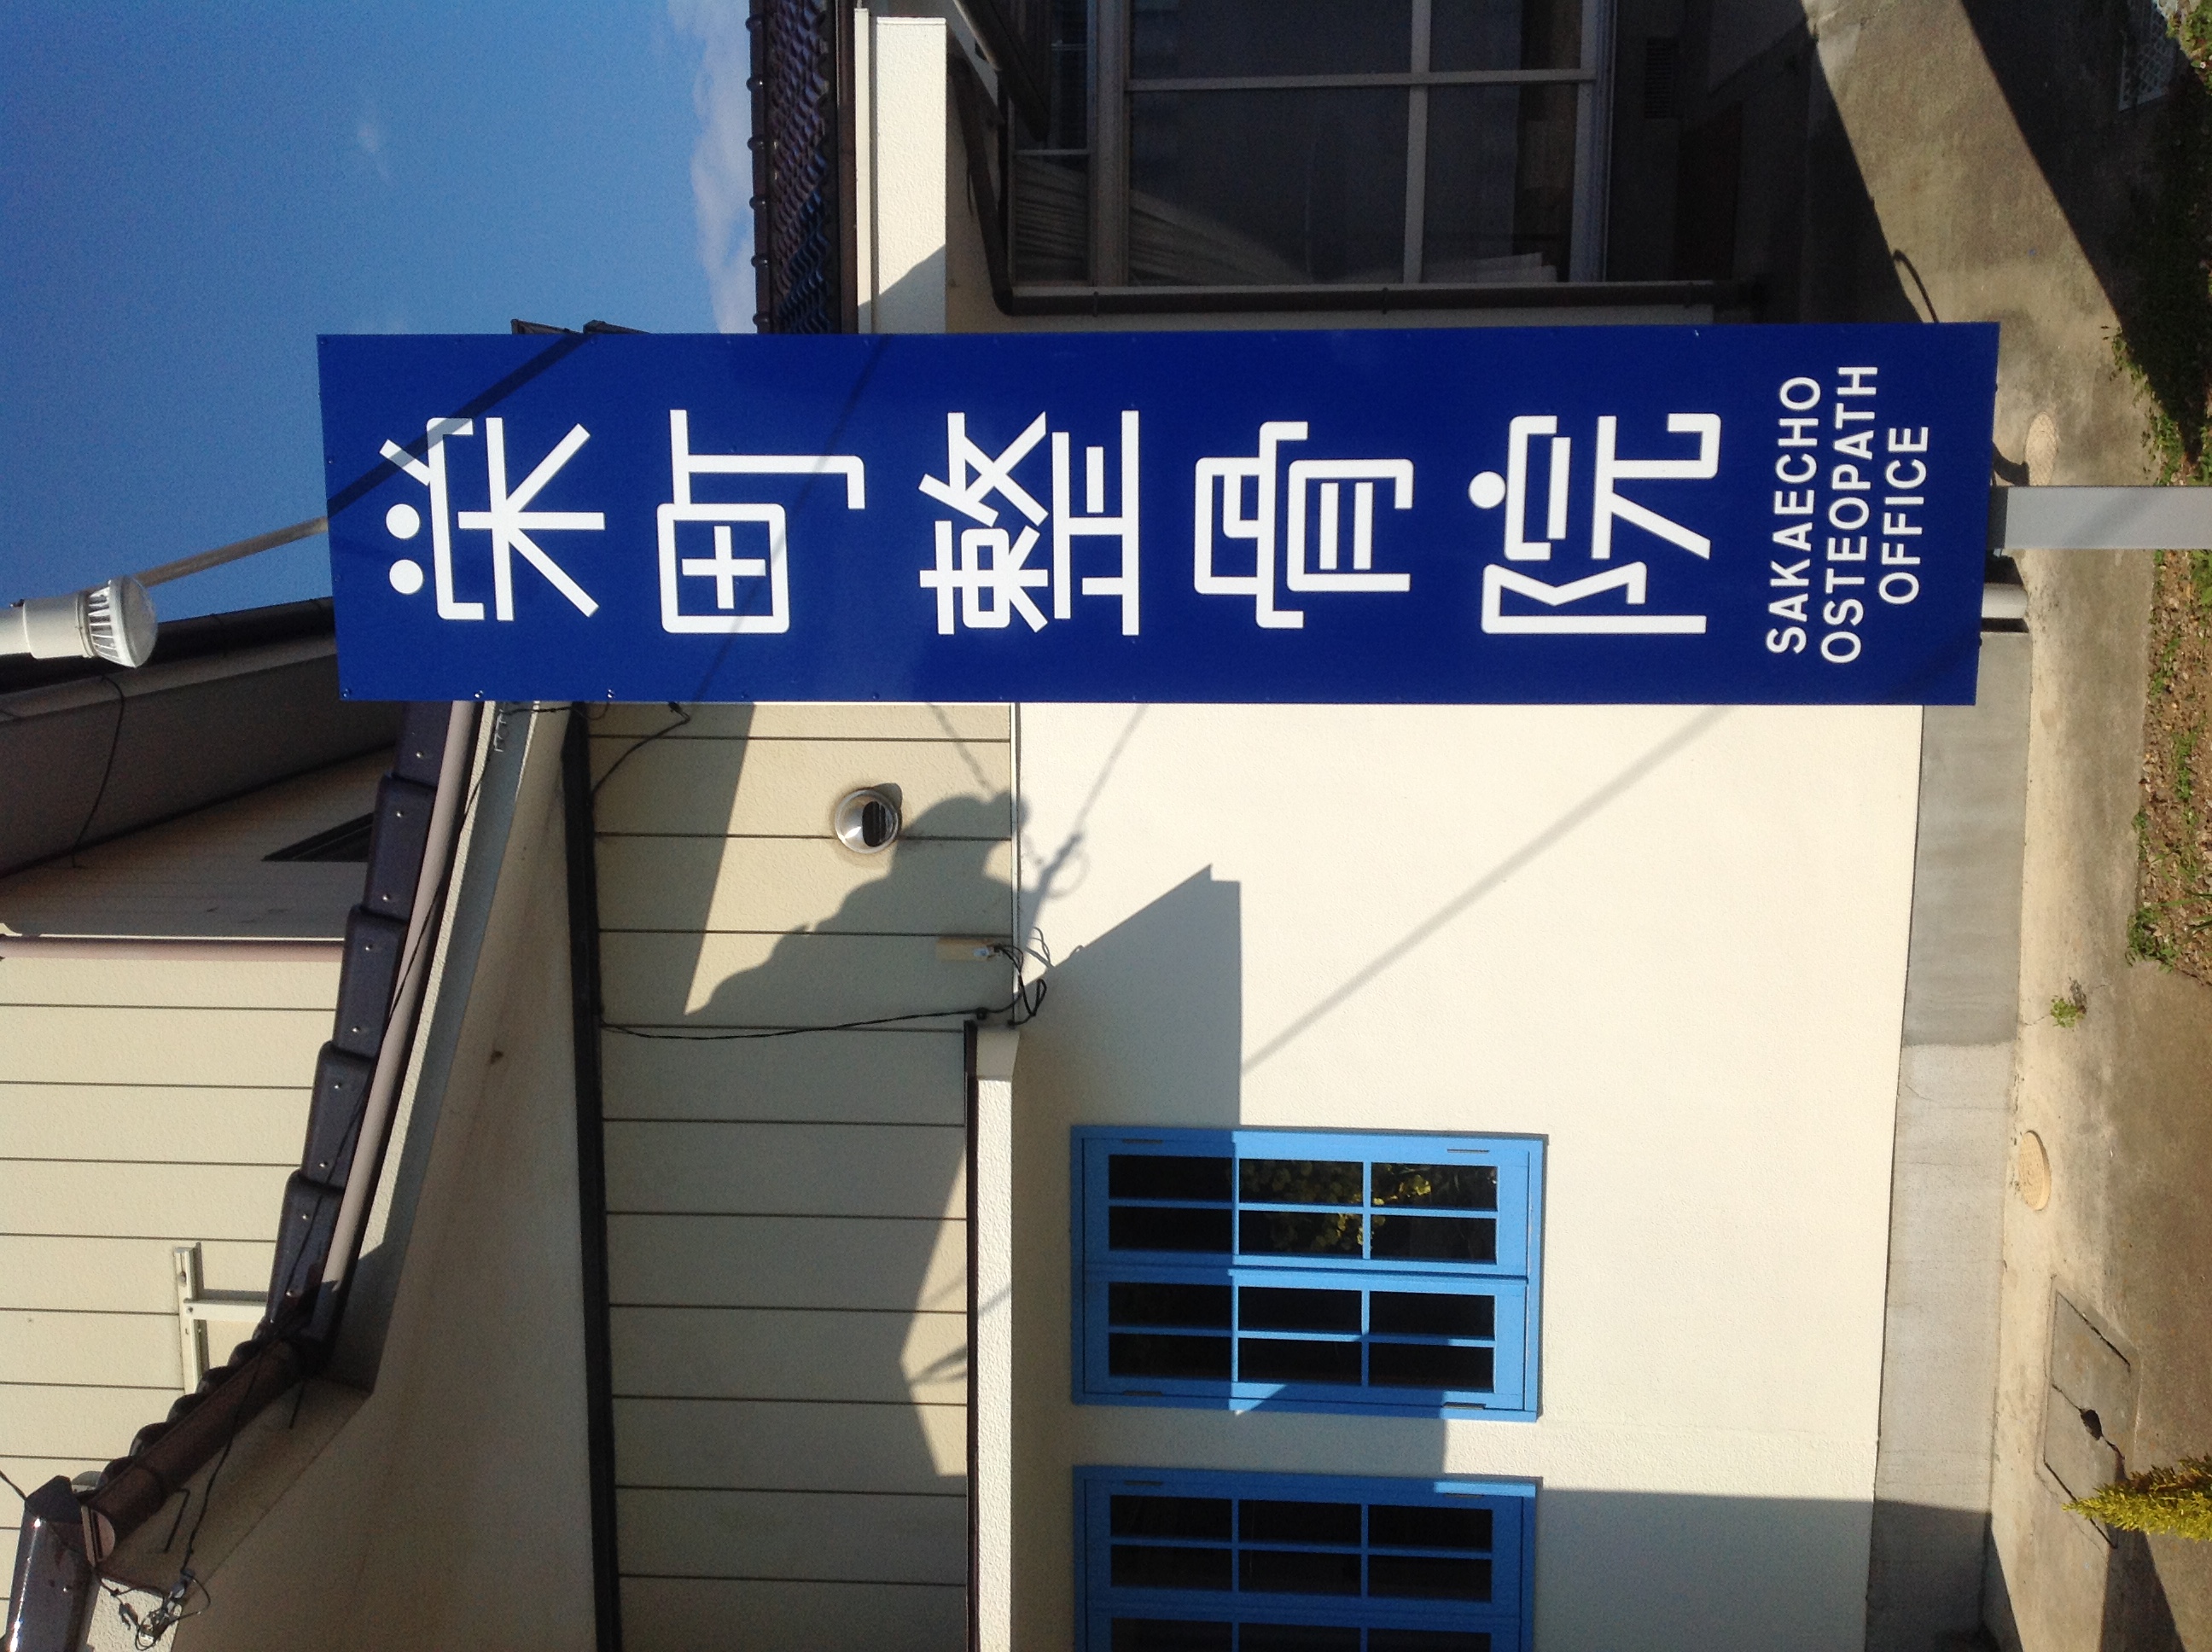 栄町整骨院
SAKAECHO
OSTEOPATH
OFFICE